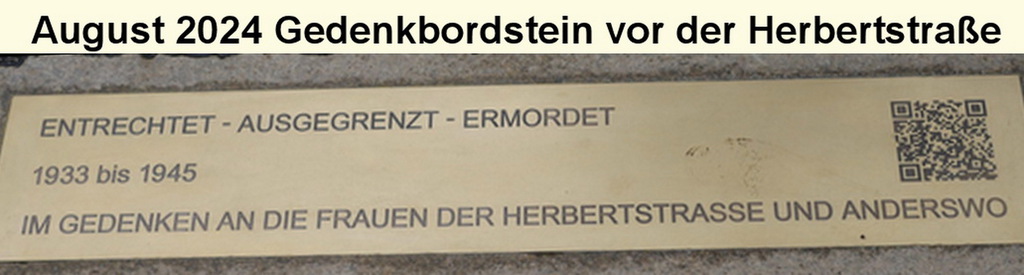 August 2024 Gedenkbordstein vor der Herbertstraße
ENTRECHTET - AUSGEGRENZT - ERMORDET
1933 bis 1945
IM GEDENKEN AN DIE FRAUEN DER HERBERTSTRASSE UND ANDERSWO